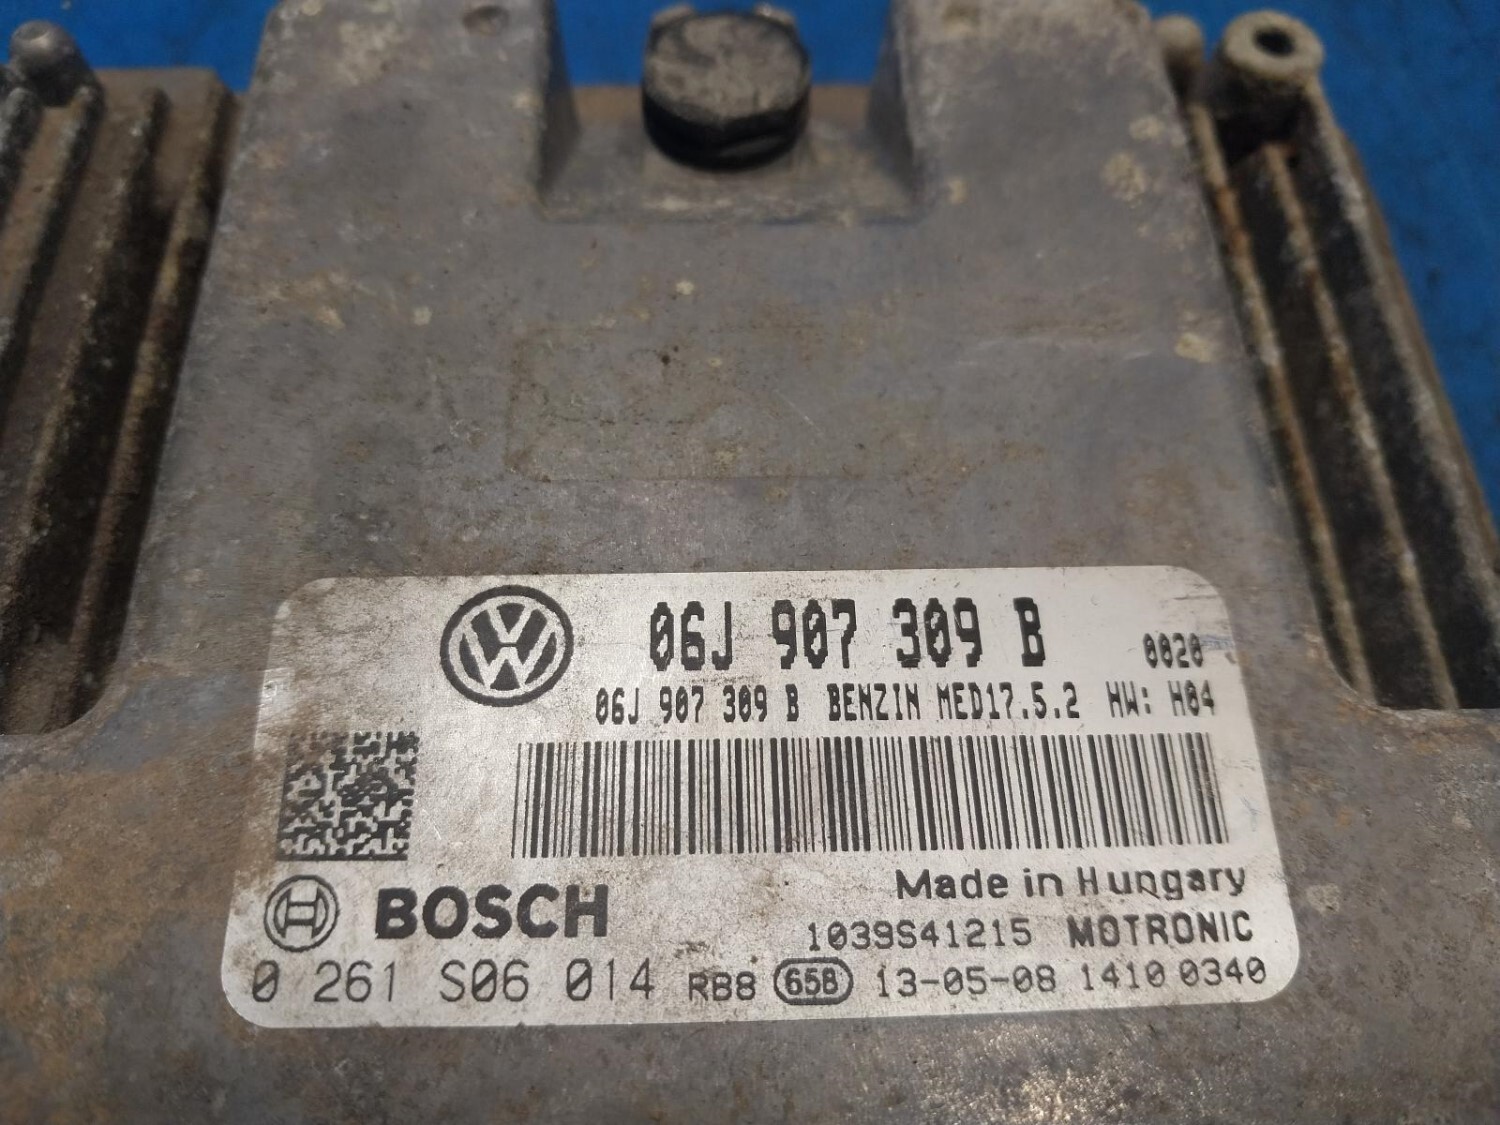 06J 907 309 B 0020
06J 907 309 B BENZIN MED17.5.2 HW: H04
Made in Hungary
BOSCH
1039S41215 MOTRONIC
0 261 S06 014 RB8 65B 13-05-08 1410 0340